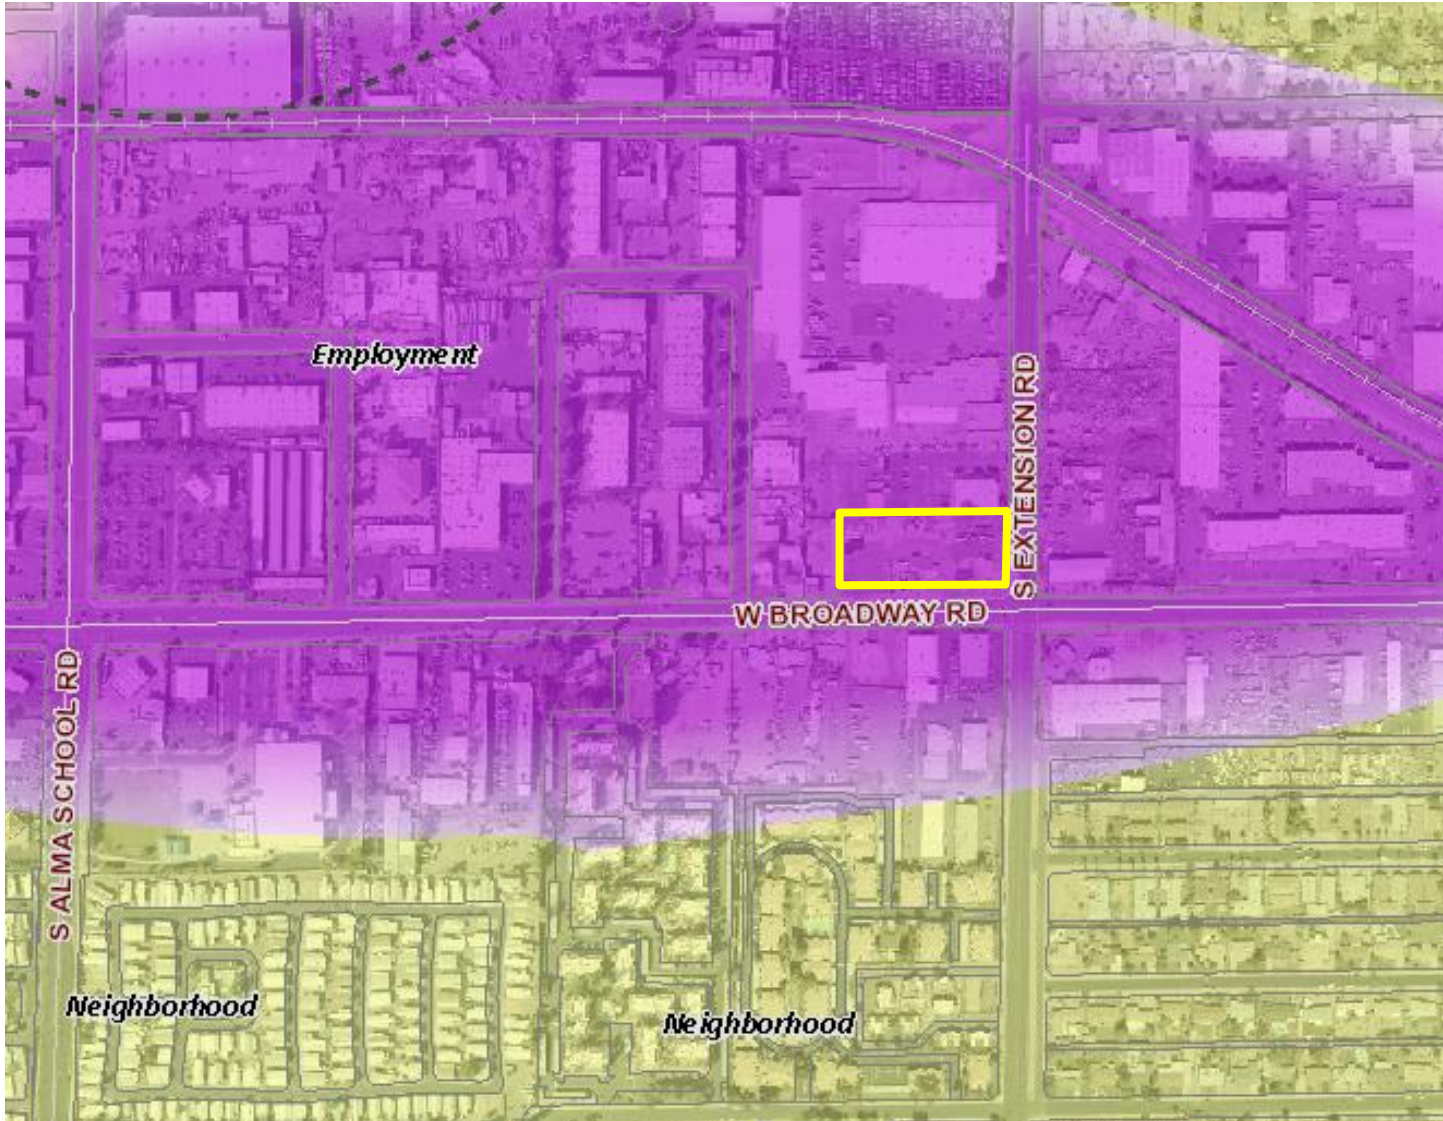 Employment
S EXTENSION RD
W BROADWAY RD
S ALMA SCHOOL RD
Neighborhood
Neighborhood